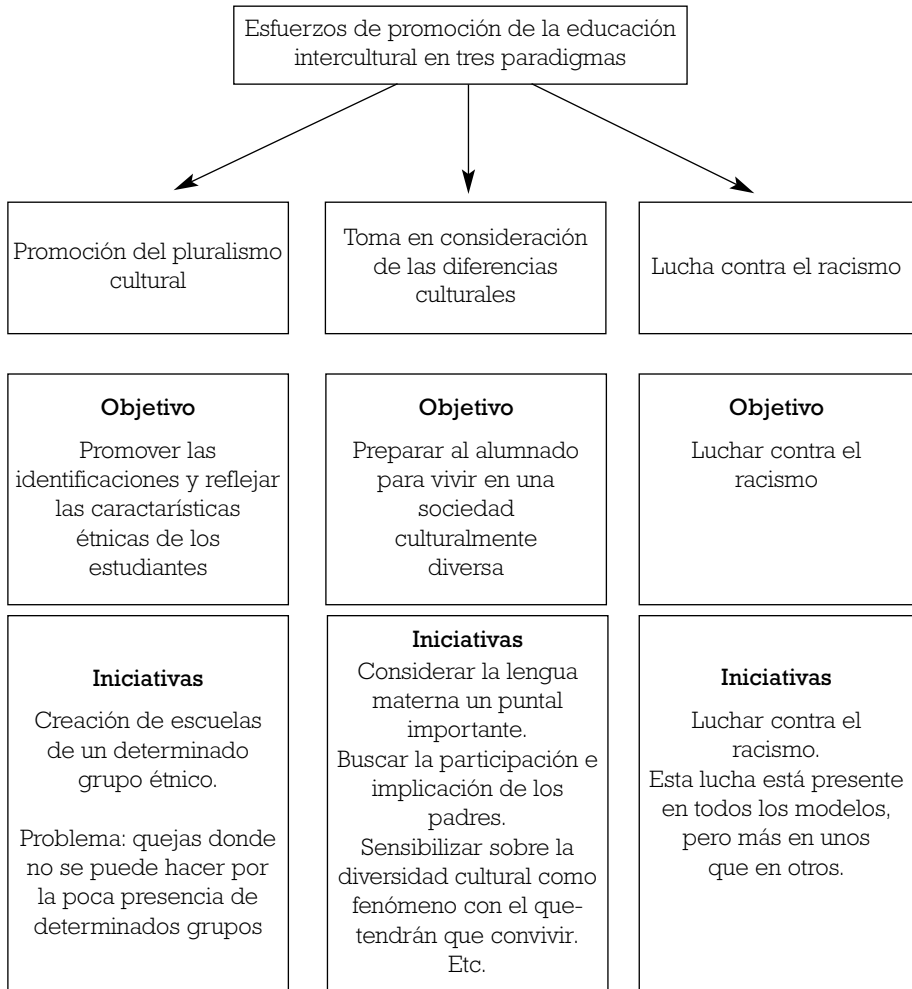 Esfuerzos de promoción de la educación
intercultural en tres paradigmas
Promoción del pluralismo
cultural
Toma en consideración
de las diferencias
culturales
Lucha contra el racismo
Objetivo
Promover las
identificaciones y reflejar
las caractarísticas
étnicas de los
estudiantes
Objetivo
Preparar al alumnado
para vivir en una
sociedad
culturalmente
diversa
Objetivo
Luchar contra el
racismo
Iniciativas
Creación de escuelas
de un determinado
grupo étnico.
Problema: quejas donde
no se puede hacer por
la poca presencia de
determinados grupos
Iniciativas
Considerar la lengua
materna un puntal
importante.
Buscar la participación e
implicación de los
padres.
Sensibilizar sobre la
diversidad cultural como
fenómeno con el que-
tendrán que convivir.
Etc.
Iniciativas
Luchar contra el
racismo.
Esta lucha está presente
en todos los modelos,
pero más en unos
que en otros.